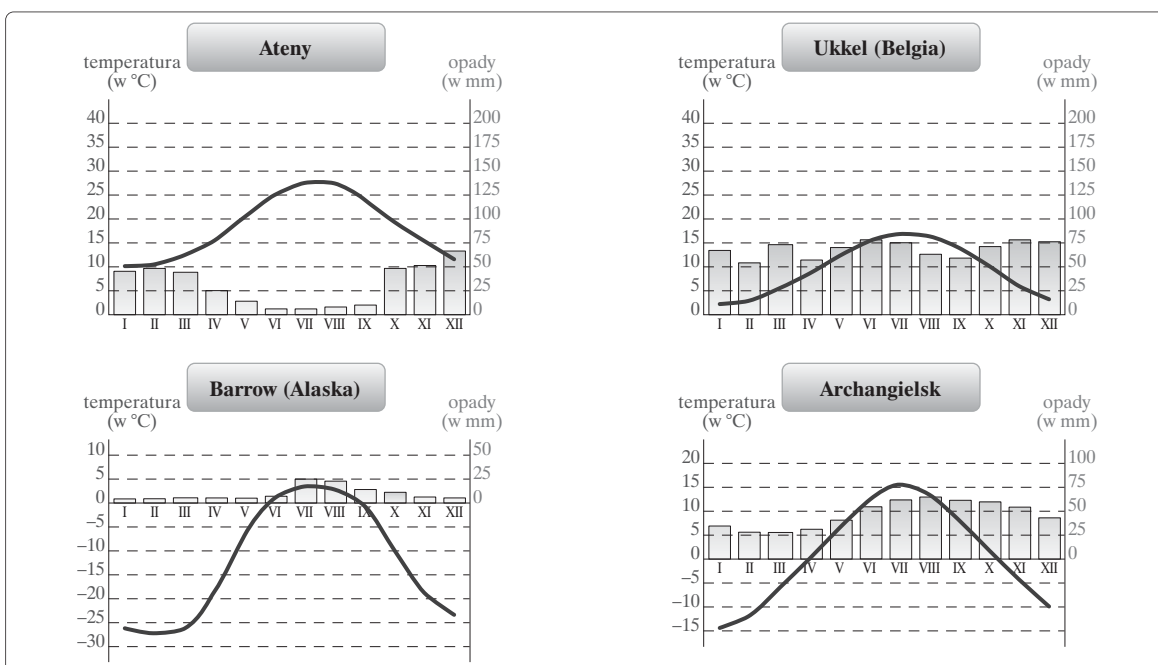 Ateny
temperatura
(w °C)
opady
(w mm)
40
35
30
25
20
15
10
5
0
200
175
150
125
100
75
50
25
0
I II III IV V VI VII VIII IX X XI XII
Ukkel (Belgia)
temperatura
(w °C)
opady
(w mm)
40
35
30
25
20
15
10
5
0
200
175
150
125
100
75
50
25
0
I II III IV V VI VII VIII IX X XI XII
Barrow (Alaska)
temperatura
(w °C)
opady
(w mm)
10
5
0
−5
−10
−15
−20
−25
−30
50
25
0
I II III IV V VI VII VIII IX X XI XII
Archangielsk
temperatura
(w °C)
opady
(w mm)
20
15
10
5
0
−5
−10
−15
100
75
50
25
0
I II III IV V VI VII VIII IX X XI XII